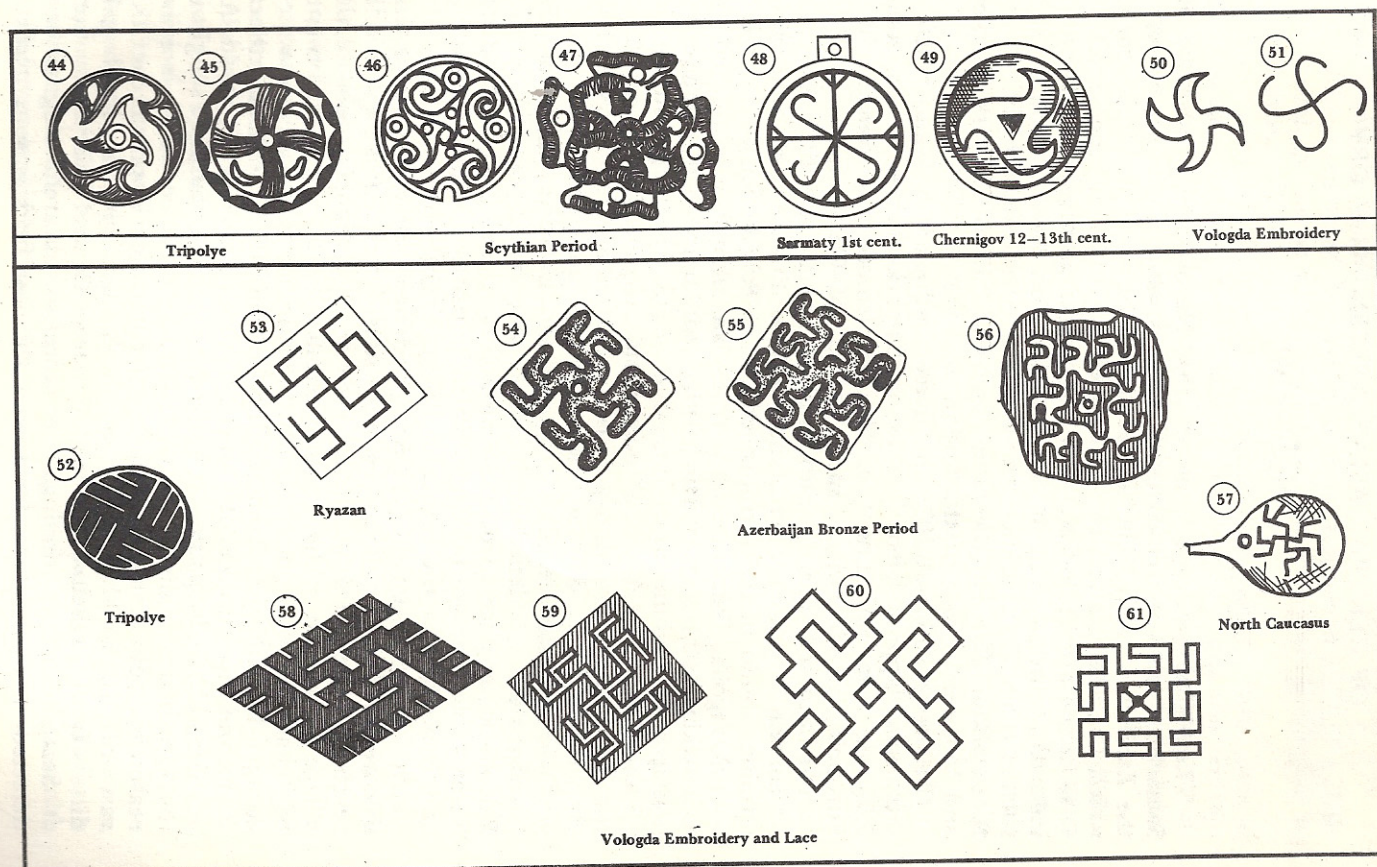 44 45 46 47 48 49 50 51
Tripolye
Scythian Period
Sarmaty 1st cent.
Chernigov 12—13th cent.
Vologda Embroidery
53 54 55 56
52
57
Ryazan
Azerbaijan Bronze Period
Tripolye
North Caucasus
58 59 60 61
Vologda Embroidery and Lace